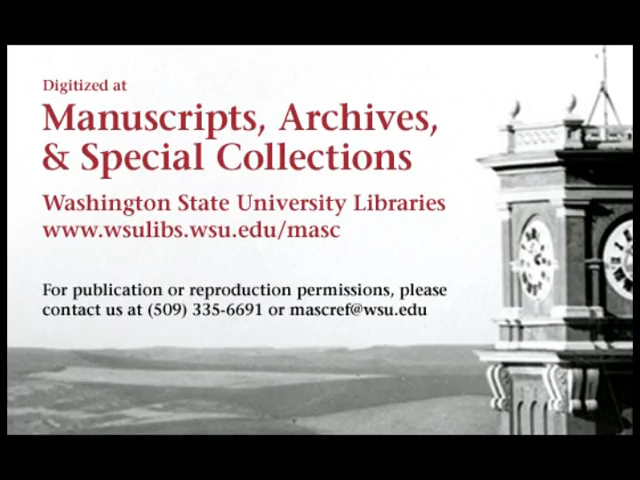 Digitized at
Manuscripts, Archives,
& Special Collections
Washington State University Libraries
www.wsulibs.wsu.edu/masc
For publication or reproduction permissions, please
contact us at (509) 335-6691 or mascref@wsu.edu